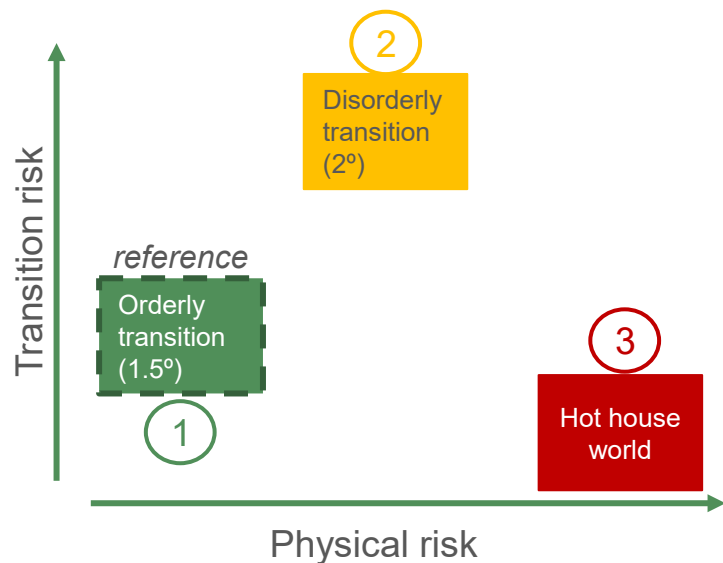 2
Disorderly
transition
(2º)
Transition risk
reference
Orderly
transition
(1.5º)
1
3
Hot house
world
Physical risk